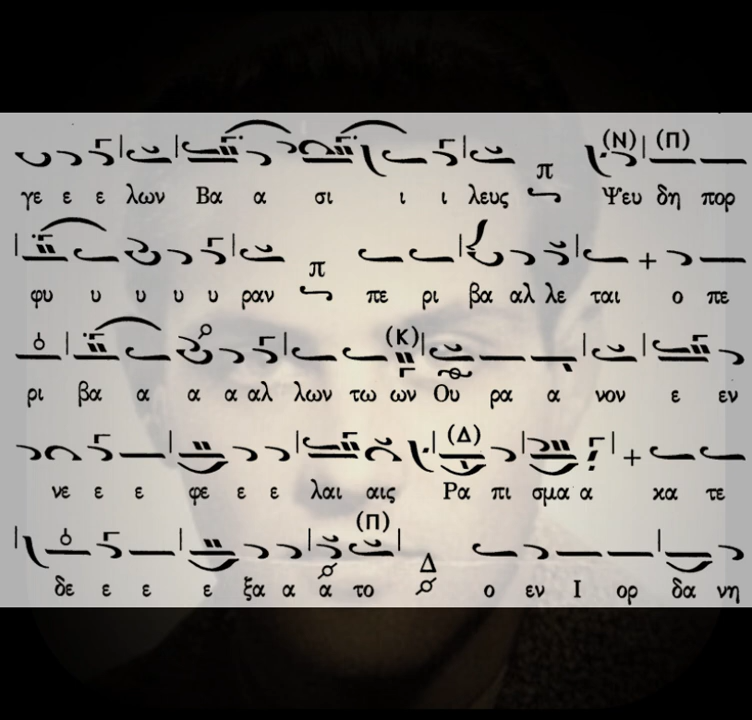 (Ν) (Π)
π
γε ε ε λων Βα α σι ι ι λευς Ψευ δη πορ
π
φυ υ υ υ υ ραν πε ρι βα αλ λε ται ο πε
(Κ)
ρι βα α α α αλ λων τω ων Ου ρα α νον ε εν
(Δ)
νε ε ε φε ε ε λαι αις Ρα πι σμα α κα τε
(Π)
Δ
δε ε ε ε ξα α α το ο εν Ι ορ δα νη